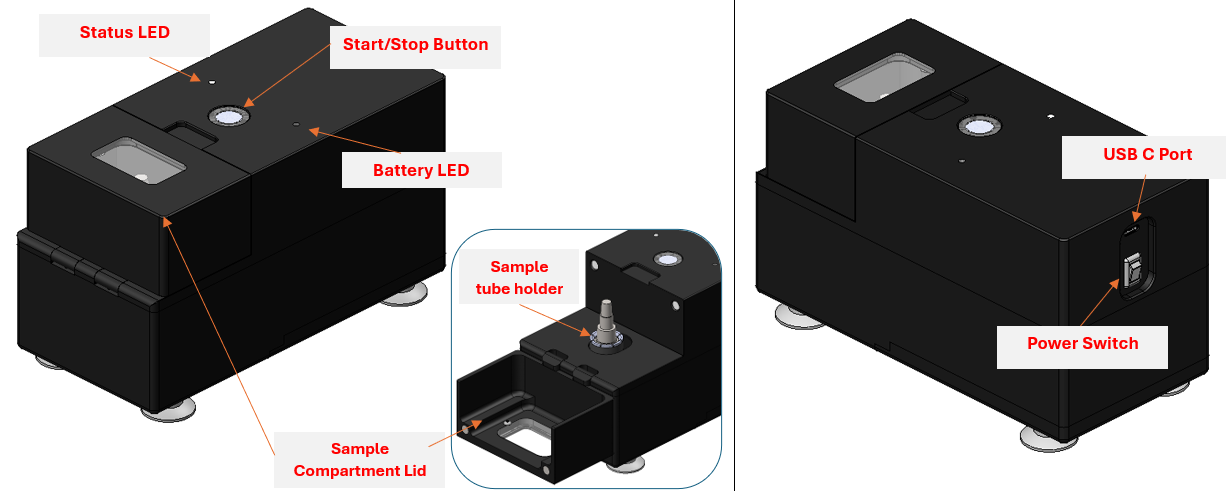 Status LED
Start/Stop Button
Battery LED
Sample
tube holder
Sample
Compartment Lid
USB C Port
Power Switch